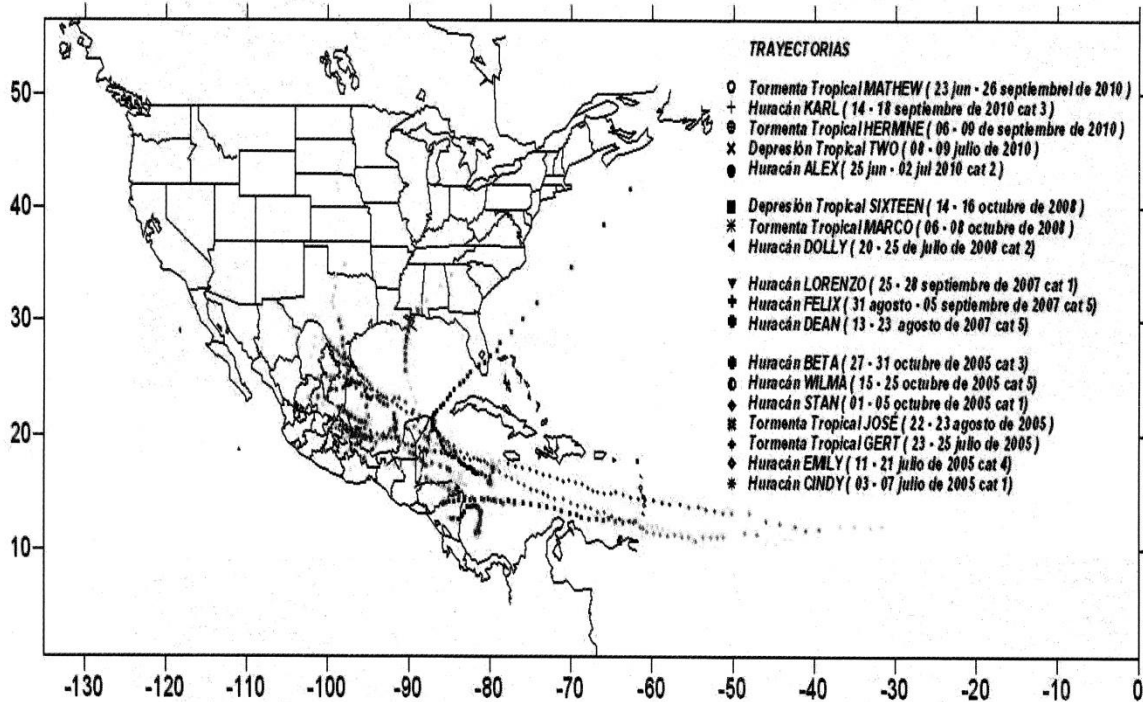 TRAYECTORIAS
Tormenta Tropical MATHEW ( 23 jun - 26 septiembrel de 2010 )
Huracán KARL ( 14 - 18 septiembre de 2010 cat 3 )
Tormenta Tropical HERMINE ( 06 - 09 de septiembre de 2010 )
Depresión Tropical TWO ( 08 - 09 julio de 2010 )
Huracán ALEX ( 25 jun - 02 jul 2010 cat 2 )
Depresión Tropical SIXTEEN ( 14 - 16 octubre de 2008 )
Tormenta Tropical MARCO ( 06 - 08 octubre de 2008 )
Huracán DOLLY ( 20 - 25 de julio de 2008 cat 2 )
Huracán LORENZO ( 25 - 28 septiembre de 2007 cat 1 )
Huracán FELIX ( 31 agosto - 05 septiembre de 2007 cat 5 )
Huracán DEAN ( 13 - 23 agosto de 2007 cat 5 )
Huracán BETA ( 27 - 31 octubre de 2005 cat 3 )
Huracán WILMA ( 15 - 25 octubre de 2005 cat 5 )
Huracán STAN ( 01 - 05 octubre de 2005 cat 1 )
Tormenta Tropical JOSÉ ( 22 - 23 agosto de 2005 )
Tormenta Tropical GERT ( 23 - 25 julio de 2005 )
Huracán EMILY ( 11 - 21 julio de 2005 cat 4 )
Huracán CINDY ( 03 - 07 julio de 2005 cat 1 )
50
40
30
20
10
-130 -120 -110 -100 -90 -80 -70 -60 -50 -40 -30 -20 -10 0